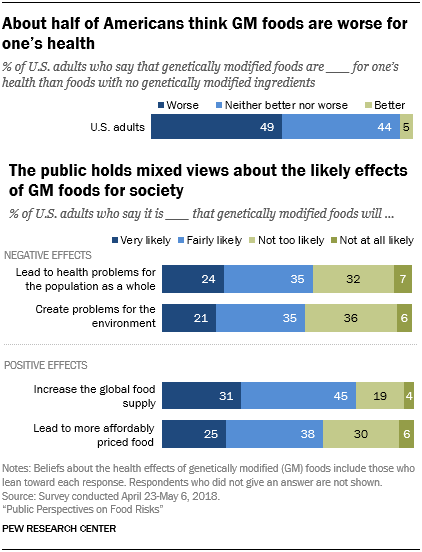 About half of Americans think GM foods are worse for
one's health
% of U.S. adults who say that genetically modified foods are ___ for one's
health than foods with no genetically modified ingredients
Worse Neither better nor worse Better
U.S. adults 49 44 5
The public holds mixed views about the likely effects
of GM foods for society
% of U.S. adults who say it is ___ that genetically modified foods will ...
Very likely Fairly likely Not too likely Not at all likely
NEGATIVE EFFECTS
Lead to health problems for
the population as a whole 24 35 32 7
Create problems for the
environment 21 35 36 6
POSITIVE EFFECTS
Increase the global food
supply 31 45 19 4
Lead to more affordably
priced food 25 38 30 6
Notes: Beliefs about the health effects of genetically modified (GM) foods include those who
lean toward each response. Respondents who did not give an answer are not shown.
Source: Survey conducted April 23-May 6, 2018.
"Public Perspectives on Food Risks"
PEW RESEARCH CENTER